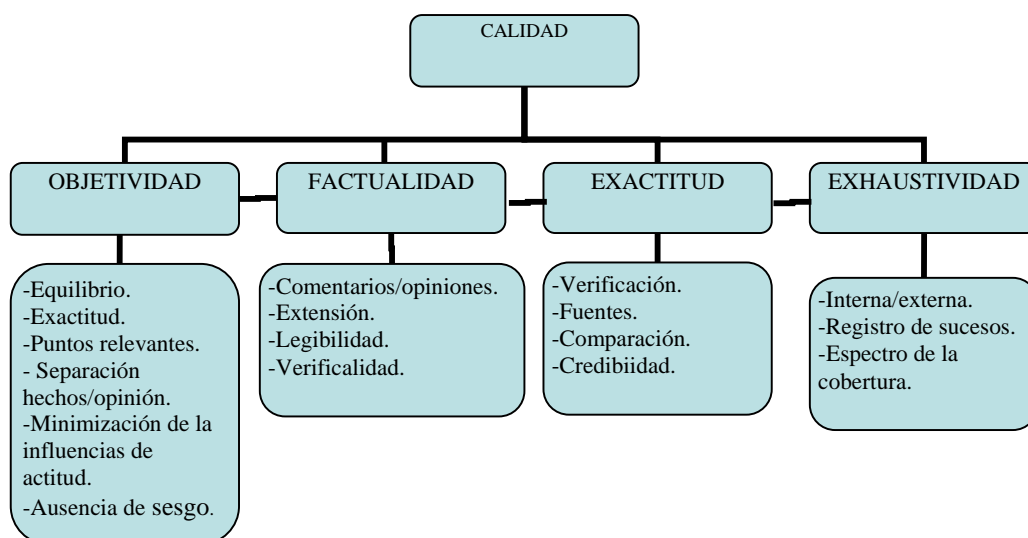 CALIDAD
OBJETIVIDAD
FACTUALIDAD
EXACTITUD
EXHAUSTIVIDAD
-Equilibrio.
-Exactitud.
-Puntos relevantes.
- Separación
hechos/opinión.
-Minimización de la
influencias de
actitud.
-Ausencia de sesgo.
-Comentarios/opiniones.
-Extensión.
-Legibilidad.
-Verificalidad.
-Verificación.
-Fuentes.
-Comparación.
-Credibiidad.
-Interna/externa.
-Registro de sucesos.
-Espectro de la
cobertura.